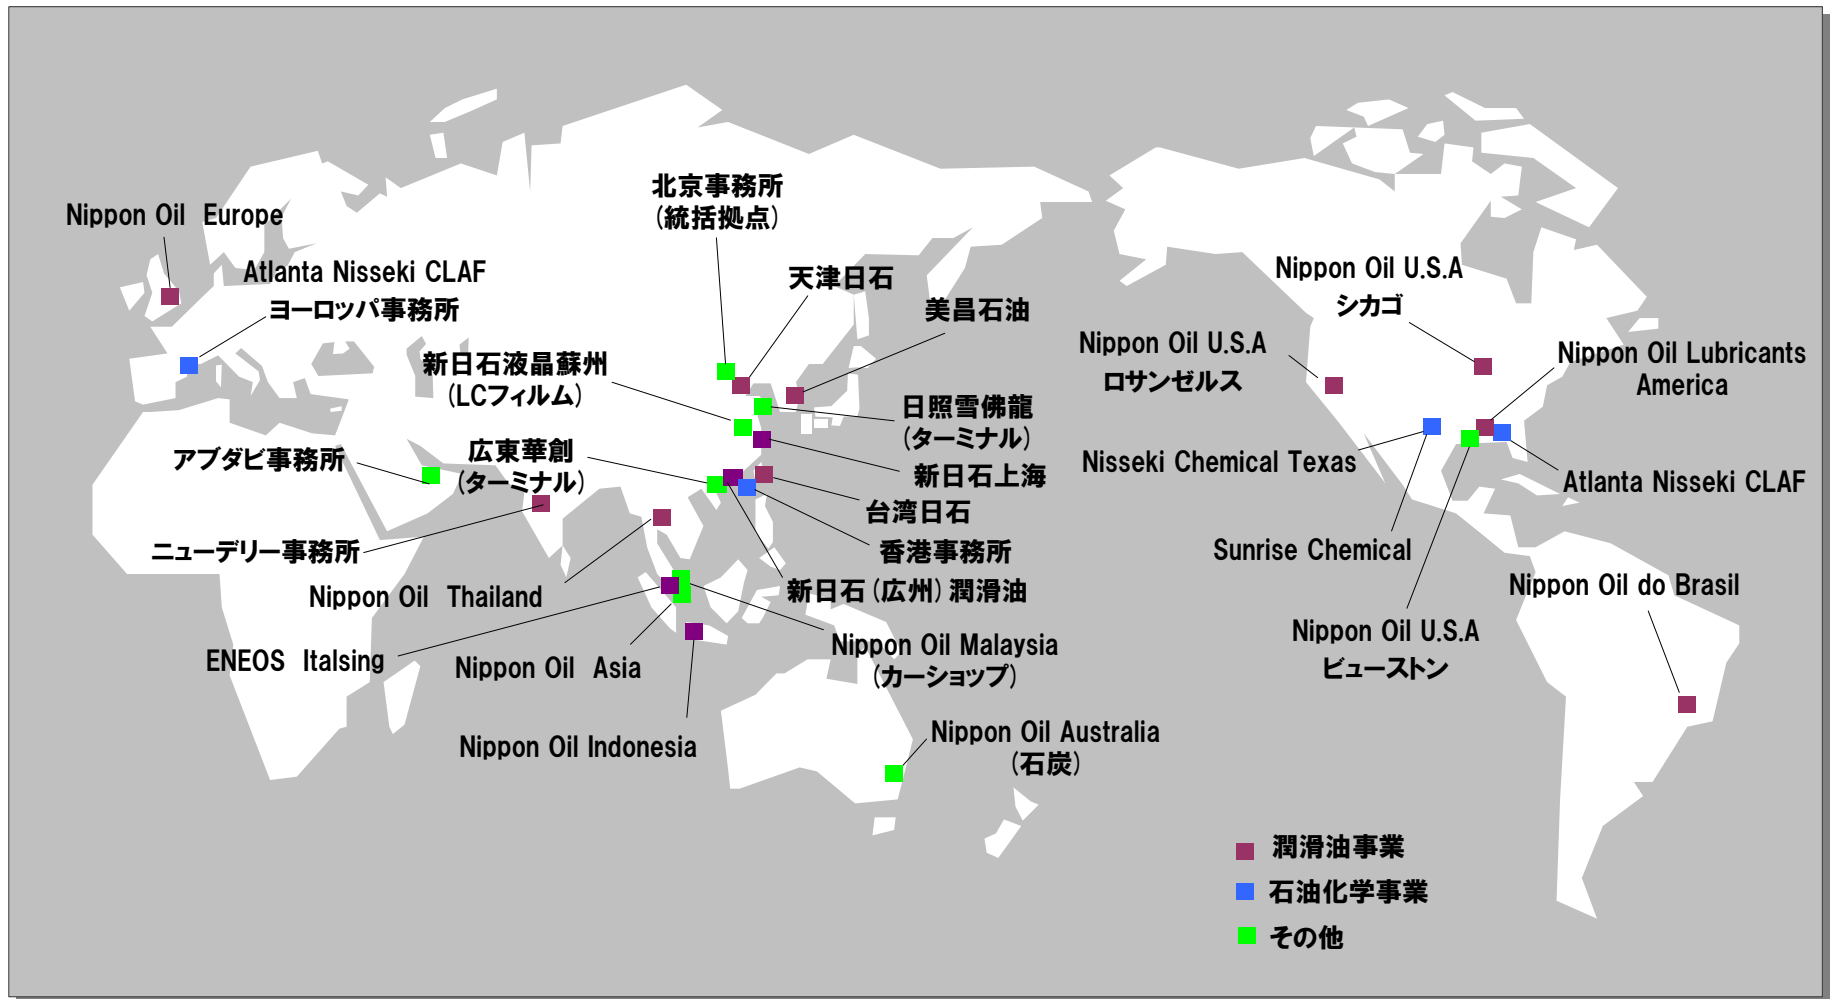 北京事務所
(統括拠点)
Nippon Oil Europe
Atlanta Nisseki CLAF
ヨーロッパ事務所
天津日石
美昌石油
新日石液晶蘇州
(LCフィルム)
日照雪佛龍
(ターミナル)
アブダビ事務所
広東華創
(ターミナル)
新日石上海
台湾日石
ニューデリー事務所
香港事務所
Nippon Oil Thailand
新日石(広州)潤滑油
ENEOS Italsing
Nippon Oil Asia
Nippon Oil Malaysia
(カーショップ)
Nippon Oil Indonesia
Nippon Oil Australia
(石炭)
Nippon Oil U.S.A
シカゴ
Nippon Oil U.S.A
ロサンゼルス
Nippon Oil Lubricants
America
Nisseki Chemical Texas
Atlanta Nisseki CLAF
Sunrise Chemical
Nippon Oil do Brasil
Nippon Oil U.S.A
ビューストン
潤滑油事業
石油化学事業
その他